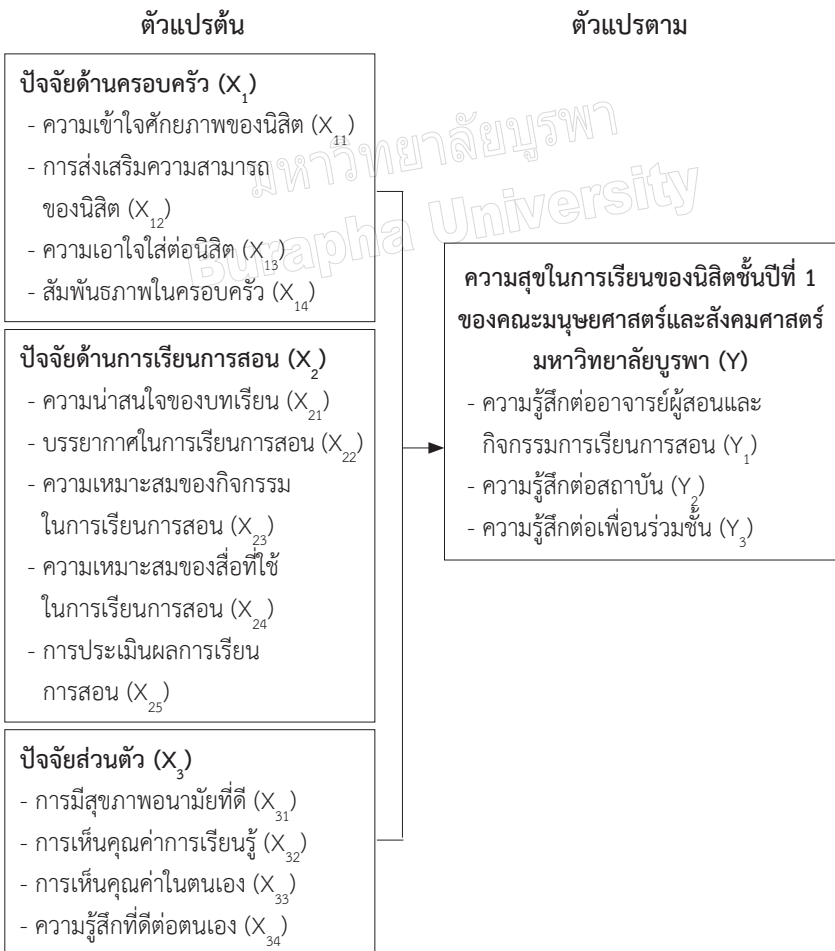 ตัวแปรต้น
ปัจจัยด้านครอบครัว (X₁)
- ความเข้าใจศักยภาพของนิสิต (X₁₁)
- การส่งเสริมความสามารถ
ของนิสิต (X₁₂)
- ความเอาใจใส่ต่อนิสิต (X₁₃)
- สัมพันธภาพในครอบครัว (X₁₄)
ปัจจัยด้านการเรียนการสอน (X₂)
- ความน่าสนใจของบทเรียน (X₂₁)
- บรรยากาศในการเรียนการสอน (X₂₂)
- ความเหมาะสมของกิจกรรม
ในการเรียนการสอน (X₂₃)
- ความเหมาะสมของสื่อที่ใช้
ในการเรียนการสอน (X₂₄)
- การประเมินผลการเรียน
การสอน (X₂₅)
ปัจจัยส่วนตัว (X₃)
- การมีสุขภาพอนามัยที่ดี (X₃₁)
- การเห็นคุณค่าการเรียนรู้ (X₃₂)
- การเห็นคุณค่าในตนเอง (X₃₃)
- ความรู้สึกที่ดีต่อตนเอง (X₃₄)
ตัวแปรตาม
ความสุขในการเรียนของนิสิตชั้นปีที่ 1
ของคณะมนุษยศาสตร์และสังคมศาสตร์
มหาวิทยาลัยบูรพา (Y)
- ความรู้สึกต่ออาจารย์ผู้สอนและ
กิจกรรมการเรียนการสอน (Y₁)
- ความรู้สึกต่อสถาบัน (Y₂)
- ความรู้สึกต่อเพื่อนร่วมชั้น (Y₃)
มหาวิทยาลัยบูรพา
Burapha University